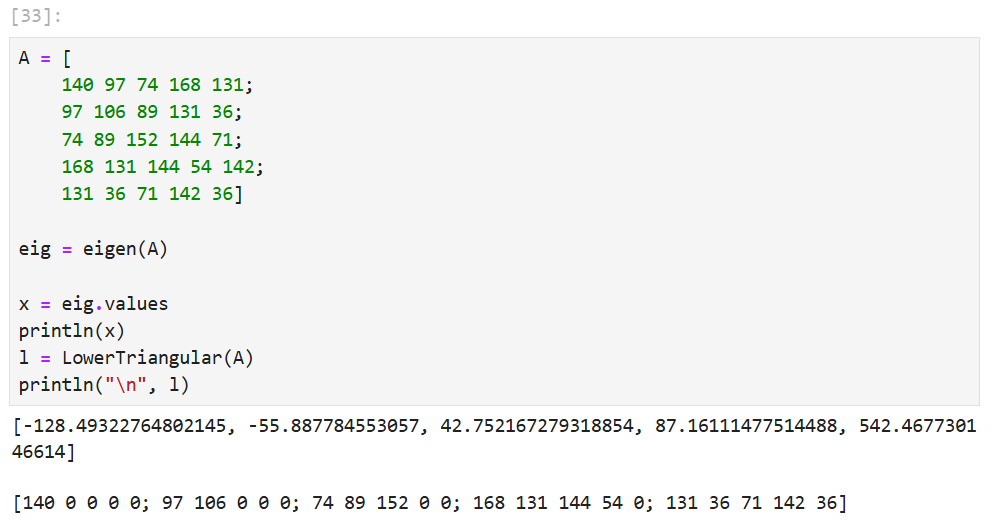 [33]:
A = [
    140 97 74 168 131;
    97 106 89 131 36;
    74 89 152 144 71;
    168 131 144 54 142;
    131 36 71 142 36]
eig = eigen(A)
x = eig.values
println(x)
l = LowerTriangular(A)
println("\n", l)
[-128.49322764802145, -55.887784553057, 42.752167279318854, 87.16111477514488, 542.4677301
46614]
[140 0 0 0 0; 97 106 0 0 0; 74 89 152 0 0; 168 131 144 54 0; 131 36 71 142 36]